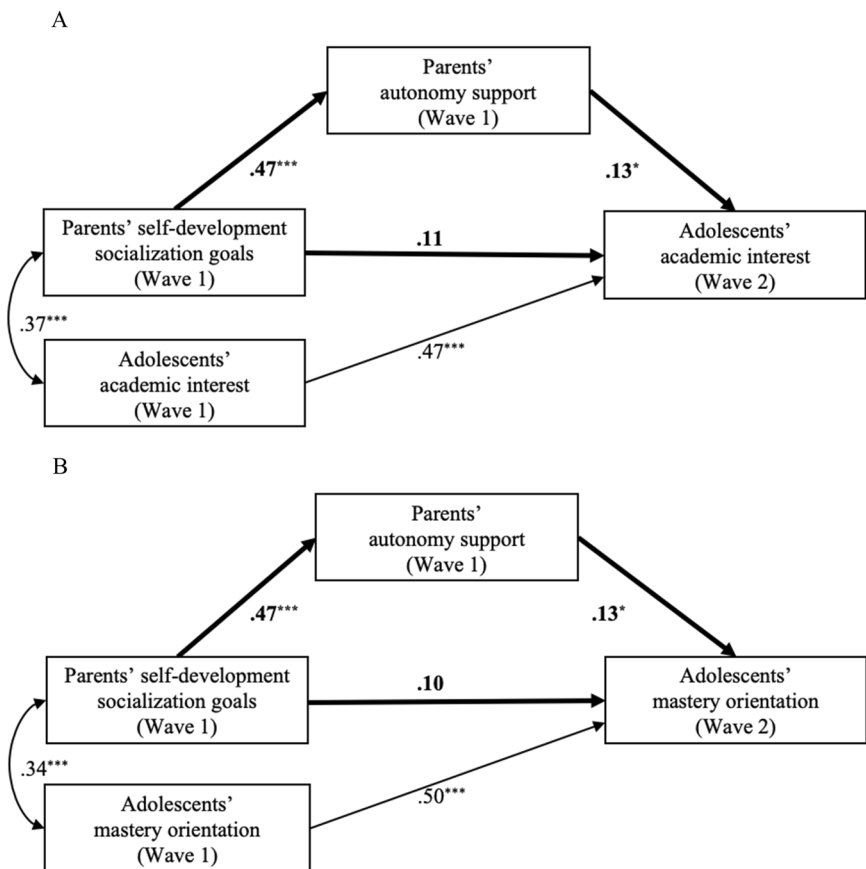 A
Parents’
autonomy support
(Wave 1)
.47***
.13*
Parents’ self-development
socialization goals
(Wave 1)
.11
Adolescents’
academic interest
(Wave 2)
.37***
.47***
Adolescents’
academic interest
(Wave 1)
B
Parents’
autonomy support
(Wave 1)
.47***
.13*
Parents’ self-development
socialization goals
(Wave 1)
.10
Adolescents’
mastery orientation
(Wave 2)
.34***
.50***
Adolescents’
mastery orientation
(Wave 1)